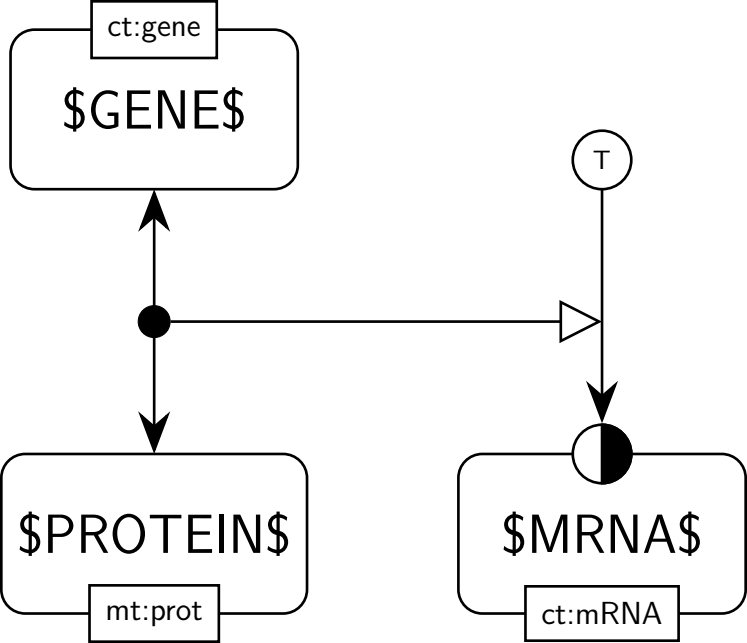 ct:gene
$GENE$
T
$PROTEIN$
mt:prot
$MRNA$
ct:mRNA